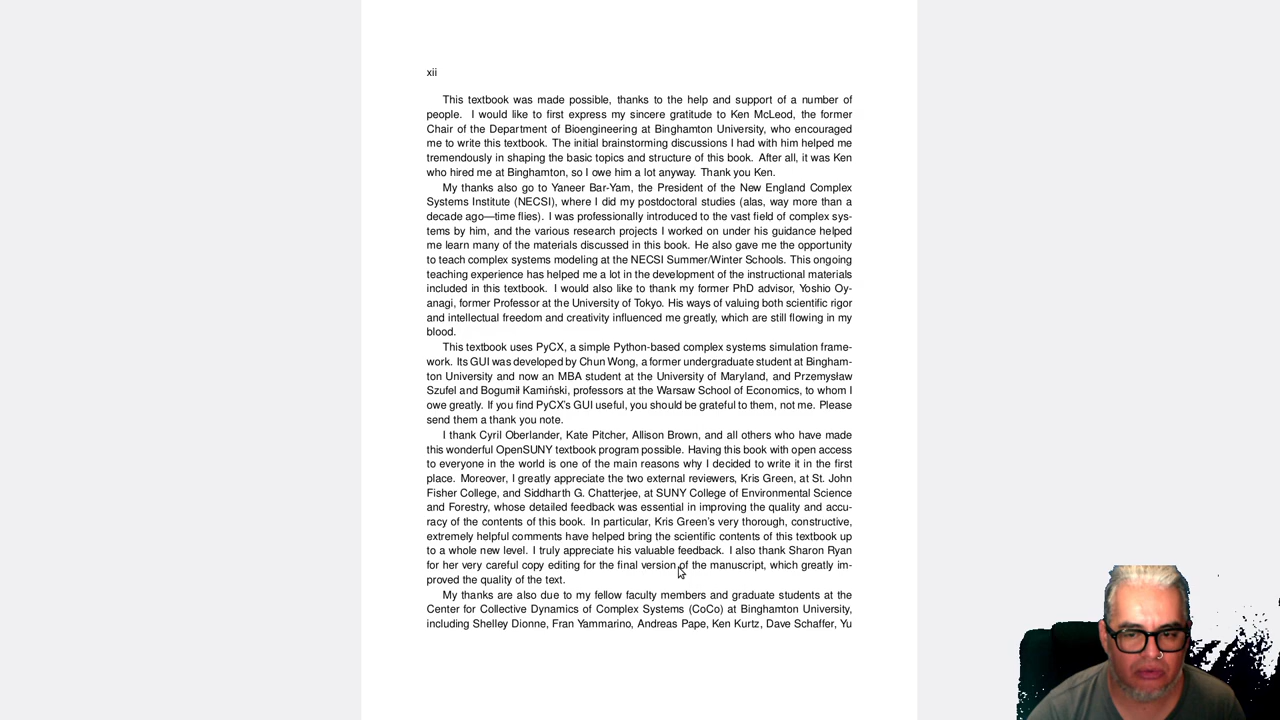 xii
This textbook was made possible, thanks to the help and support of a number of
people. I would like to first express my sincere gratitude to Ken McLeod, the former
Chair of the Department of Bioengineering at Binghamton University, who encouraged
me to write this textbook. The initial brainstorming discussions I had with him helped me
tremendously in shaping the basic topics and structure of this book. After all, it was Ken
who hired me at Binghamton, so I owe him a lot anyway. Thank you Ken.
My thanks also go to Yaneer Bar-Yam, the President of the New England Complex
Systems Institute (NECSI), where I did my postdoctoral studies (alas, way more than a
decade ago—time flies). I was professionally introduced to the vast field of complex sys-
tems by him, and the various research projects I worked on under his guidance helped
me learn many of the materials discussed in this book. He also gave me the opportunity
to teach complex systems modeling at the NECSI Summer/Winter Schools. This ongoing
teaching experience has helped me a lot in the development of the instructional materials
included in this textbook. I would also like to thank my former PhD advisor, Yoshio Oy-
anagi, former Professor at the University of Tokyo. His ways of valuing both scientific rigor
and intellectual freedom and creativity influenced me greatly, which are still flowing in my
blood.
This textbook uses PyCX, a simple Python-based complex systems simulation frame-
work. Its GUI was developed by Chun Wong, a former undergraduate student at Bingham-
ton University and now an MBA student at the University of Maryland, and Przemysław
Szufel and Bogumił Kamiński, professors at the Warsaw School of Economics, to whom I
owe greatly. If you find PyCX's GUI useful, you should be grateful to them, not me. Please
send them a thank you note.
I thank Cyril Oberlander, Kate Pitcher, Allison Brown, and all others who have made
this wonderful OpenSUNY textbook program possible. Having this book with open access
to everyone in the world is one of the main reasons why I decided to write it in the first
place. Moreover, I greatly appreciate the two external reviewers, Kris Green, at St. John
Fisher College, and Siddharth G. Chatterjee, at SUNY College of Environmental Science
and Forestry, whose detailed feedback was essential in improving the quality and accu-
racy of the contents of this book. In particular, Kris Green's very thorough, constructive,
extremely helpful comments have helped bring the scientific contents of this textbook up
to a whole new level. I truly appreciate his valuable feedback. I also thank Sharon Ryan
for her very careful copy editing for the final version of the manuscript, which greatly im-
proved the quality of the text.
My thanks are also due to my fellow faculty members and graduate students at the
Center for Collective Dynamics of Complex Systems (CoCo) at Binghamton University,
including Shelley Dionne, Fran Yammarino, Andreas Pape, Ken Kurtz, Dave Schaffer, Yu